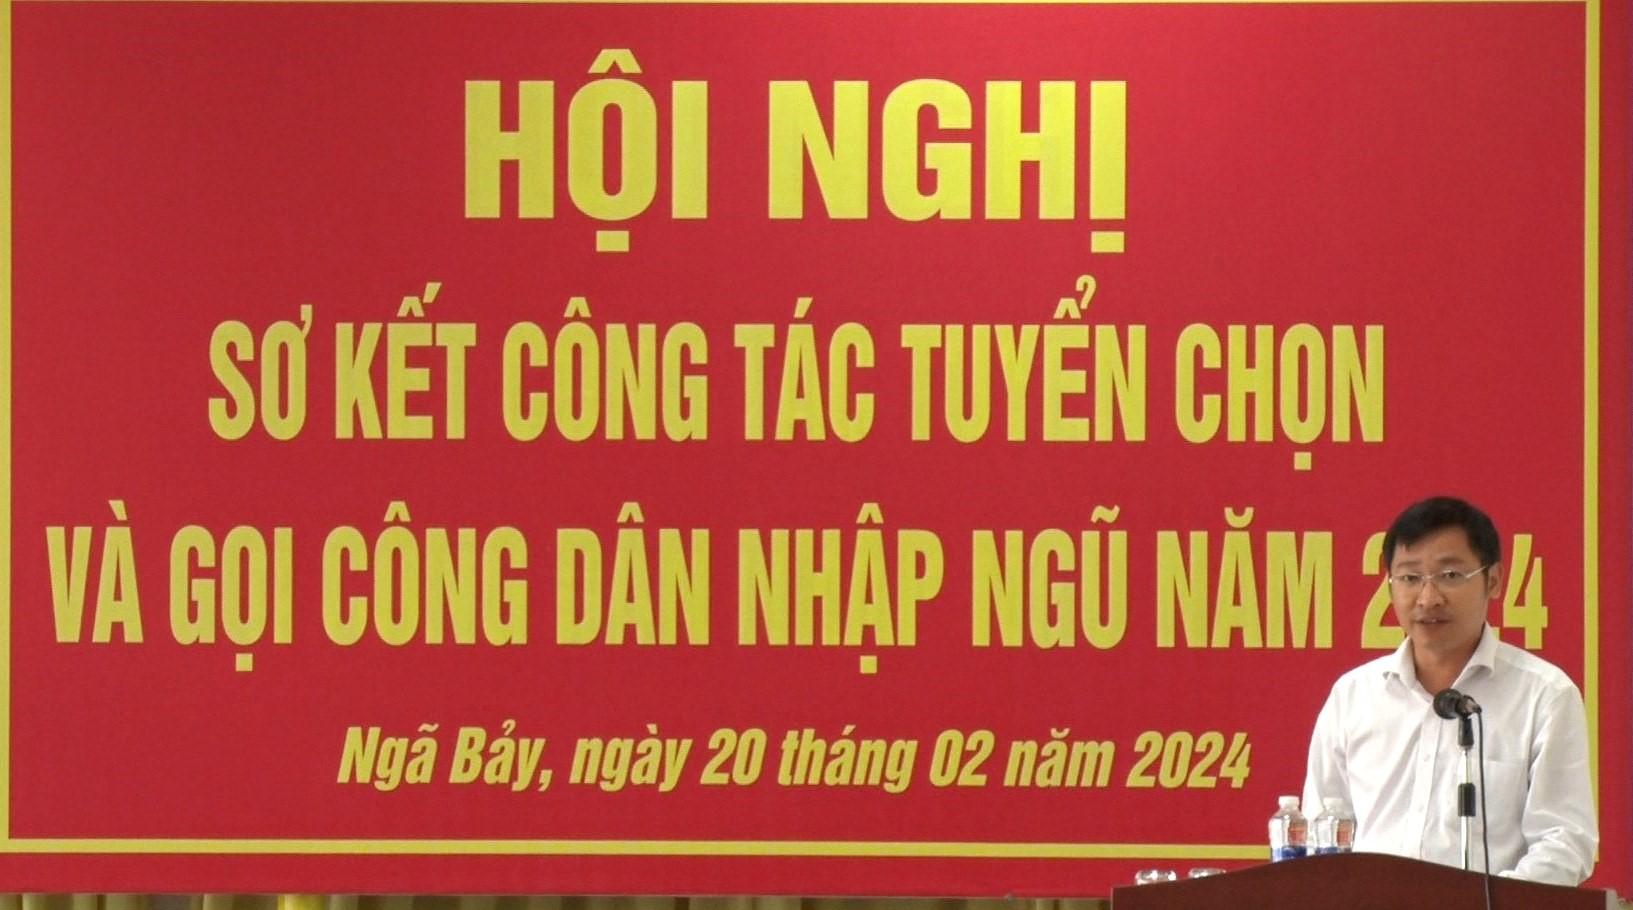 HỘI NGHỊ
SƠ KẾT CÔNG TÁC TUYỂN CHỌN
VÀ GỌI CÔNG DÂN NHẬP NGŨ NĂM 2024
Ngã Bảy, ngày 20 tháng 02 năm 2024